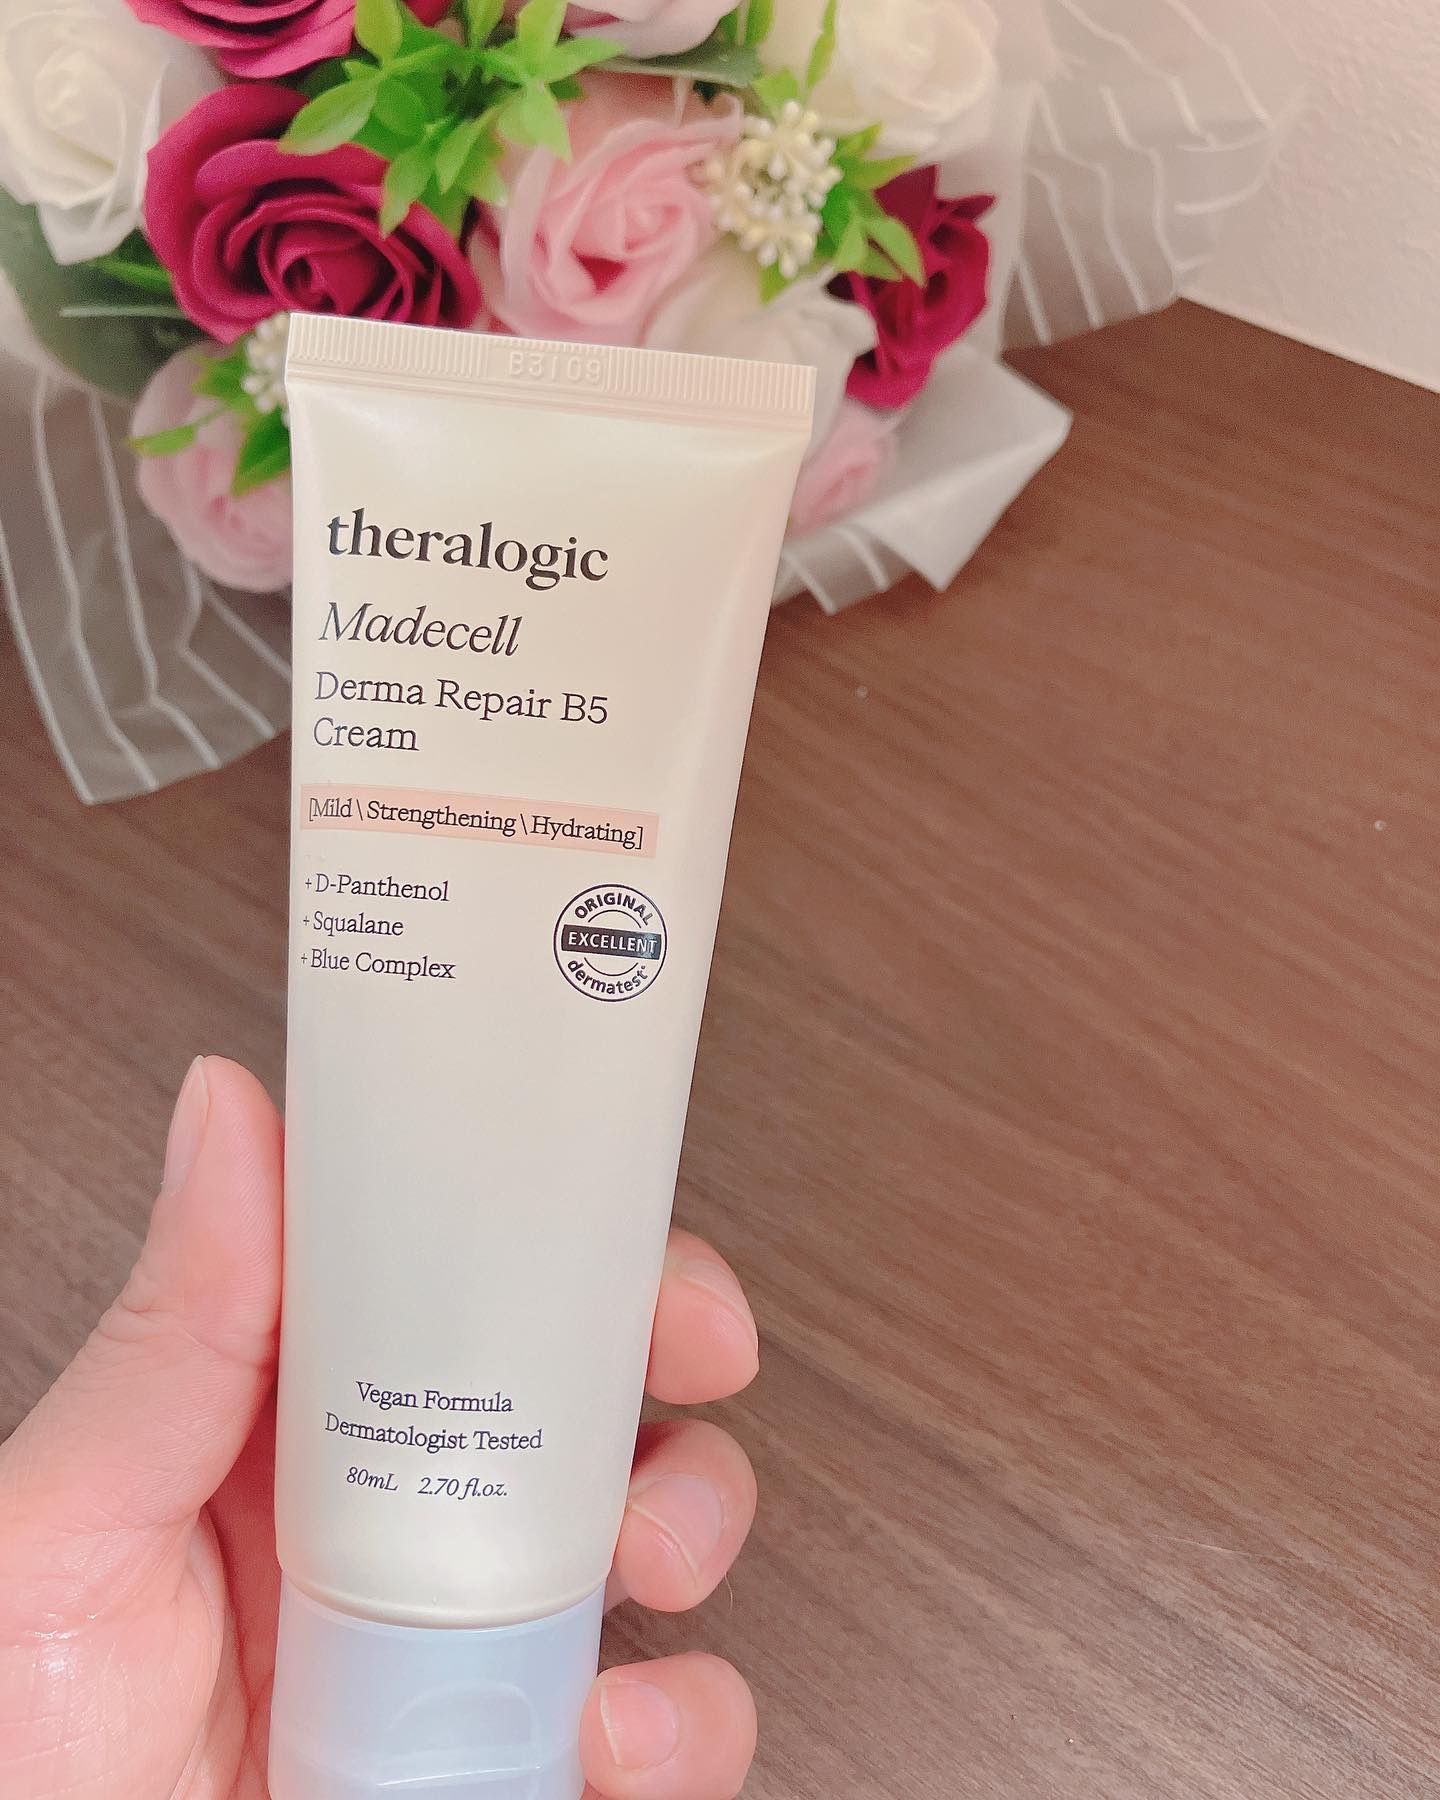 B3I09
theralogic
Madecell
Derma Repair B5
Cream
[Mild \ Strengthening \ Hydrating]
+D-Panthenol
+Squalane
+Blue Complex
ORIGINAL
EXCELLENT
dermatest®
Vegan Formula
Dermatologist Tested
80mL 2.70 fl.oz.